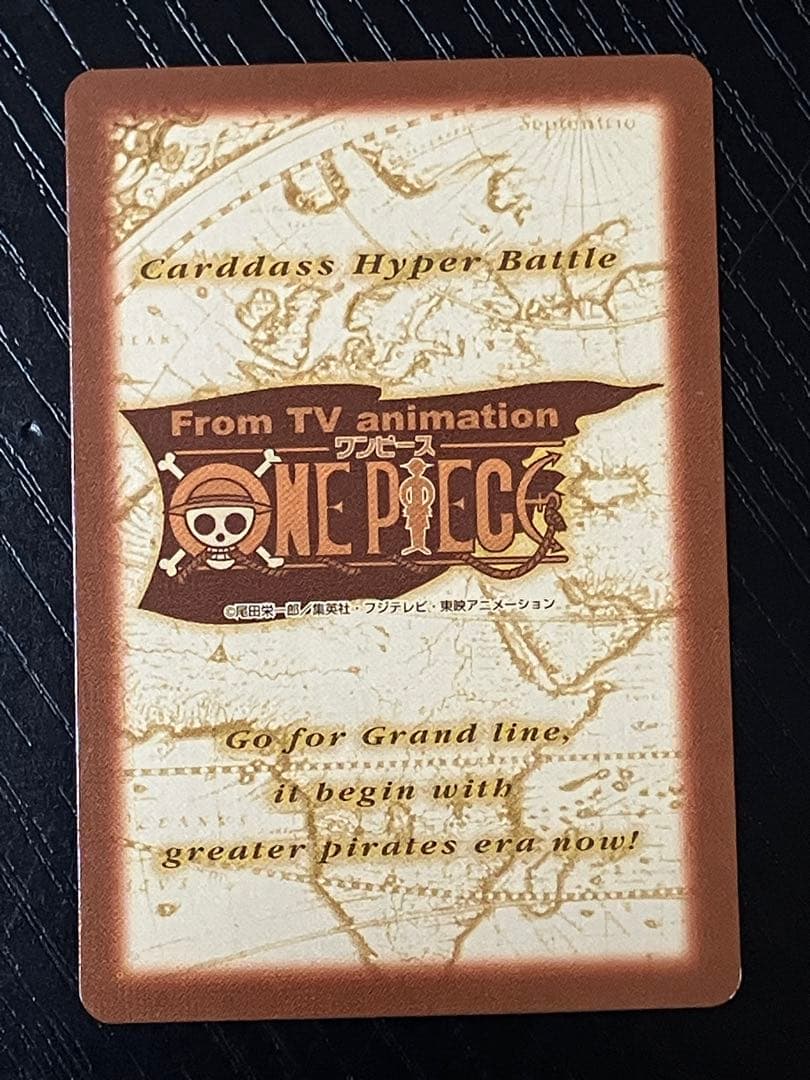 Septentrio
Carddass Hyper Battle
From TV animation
ワンピース
ONE PIECE
©尾田栄一郎／集英社・フジテレビ・東映アニメーション
Go for Grand line,
it begin with
greater pirates era now!